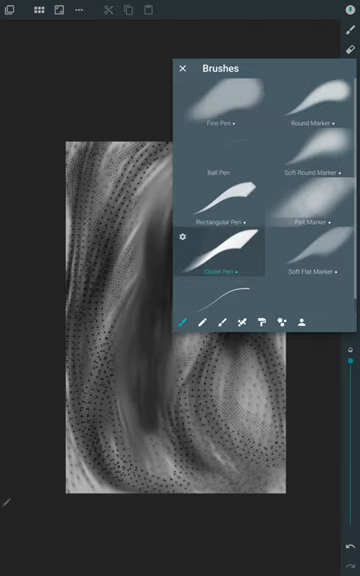 Brushes
Fine Pen •
Round Marker •
Ball Pen
Soft Round Marker •
Rectangular Pen •
Felt Marker •
Chisel Pen •
Soft Flat Marker •